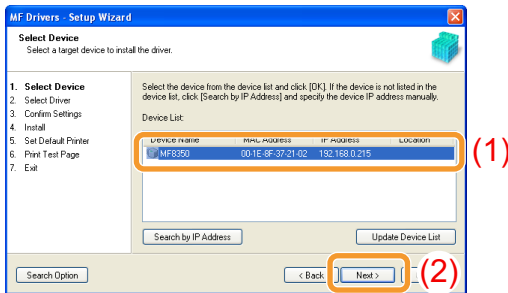 MF Drivers - Setup Wizard
Select Device
Select a target device to install the driver.
1. Select Device
2. Select Driver
3. Confirm Settings
4. Install
5. Set Default Printer
6. Print Test Page
7. Exit
Select the device from the device list and click [OK]. If the device is not listed in the
device list, click [Search by IP Address] and specify the device IP address manually.
Device List:
Device Name MAC Address IP Address Location
MF8350 00-1E-8F-37-21-02 192.168.0.215
(1)
Search by IP Address Update Device List
Search Option < Back Next > (2)